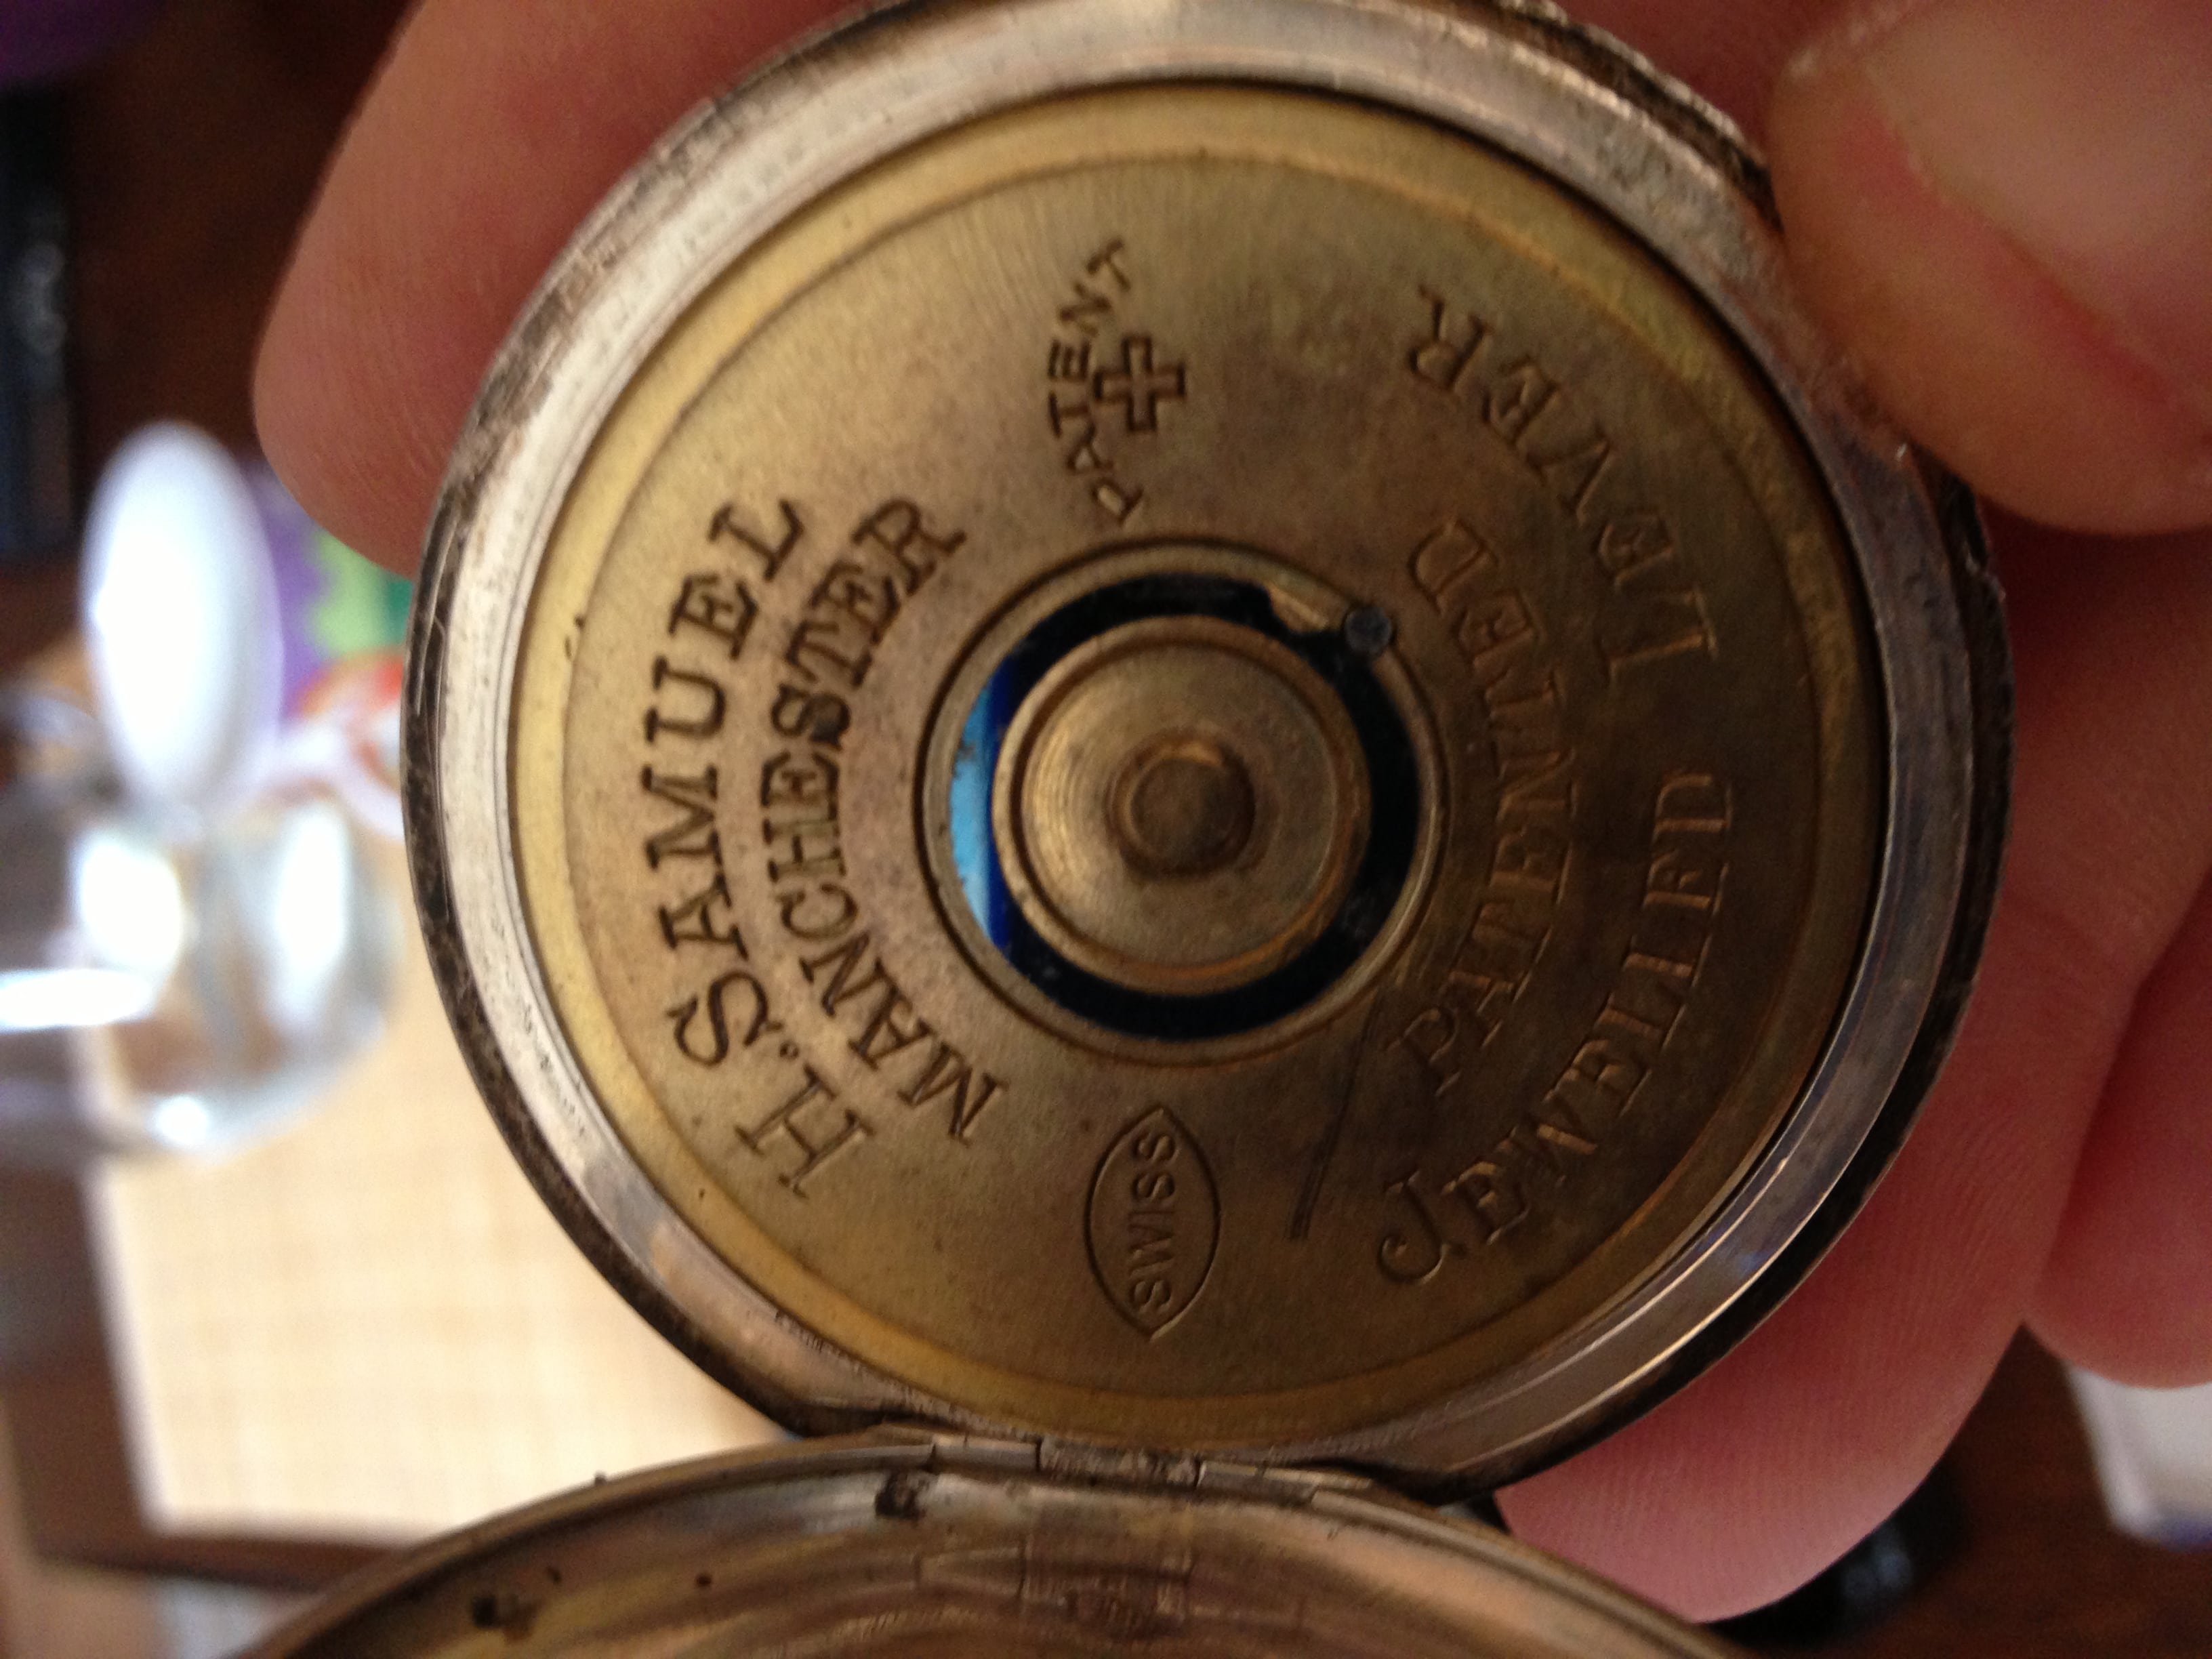 H. SAMUEL
MANCHESTER
PATENT
SWISS
PATENTED
JEWELLED LEVER